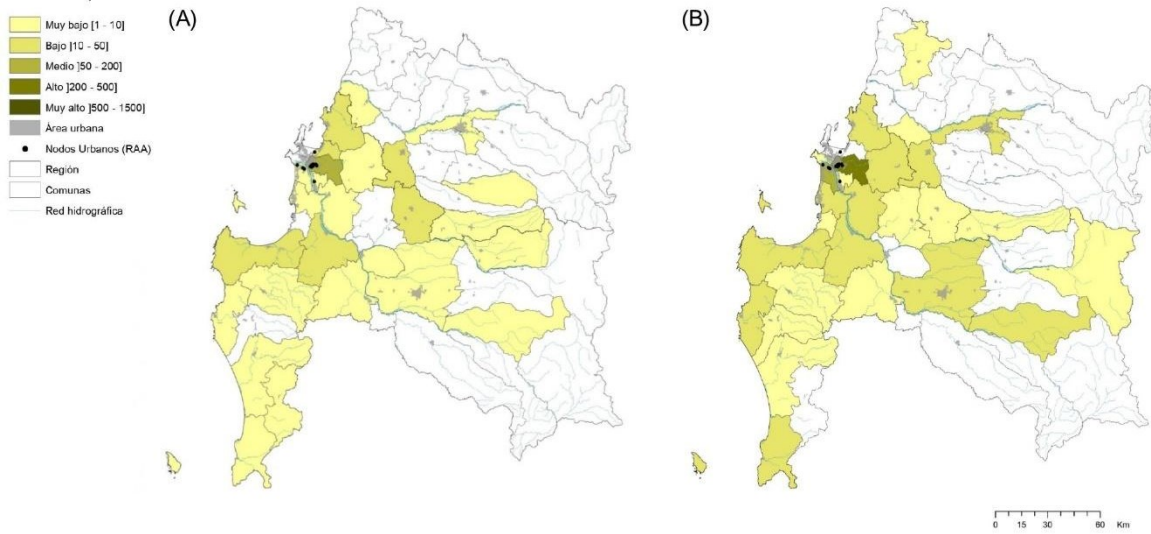 Muy bajo [1 - 10]
Bajo ]10 - 50]
Medio ]50 - 200]
Alto ]200 - 500]
Muy alto ]500 - 1500]
Área urbana
Nodos Urbanos (RAA)
Región
Comunas
Red hidrográfica
(A)
(B)
0 15 30 60 Km